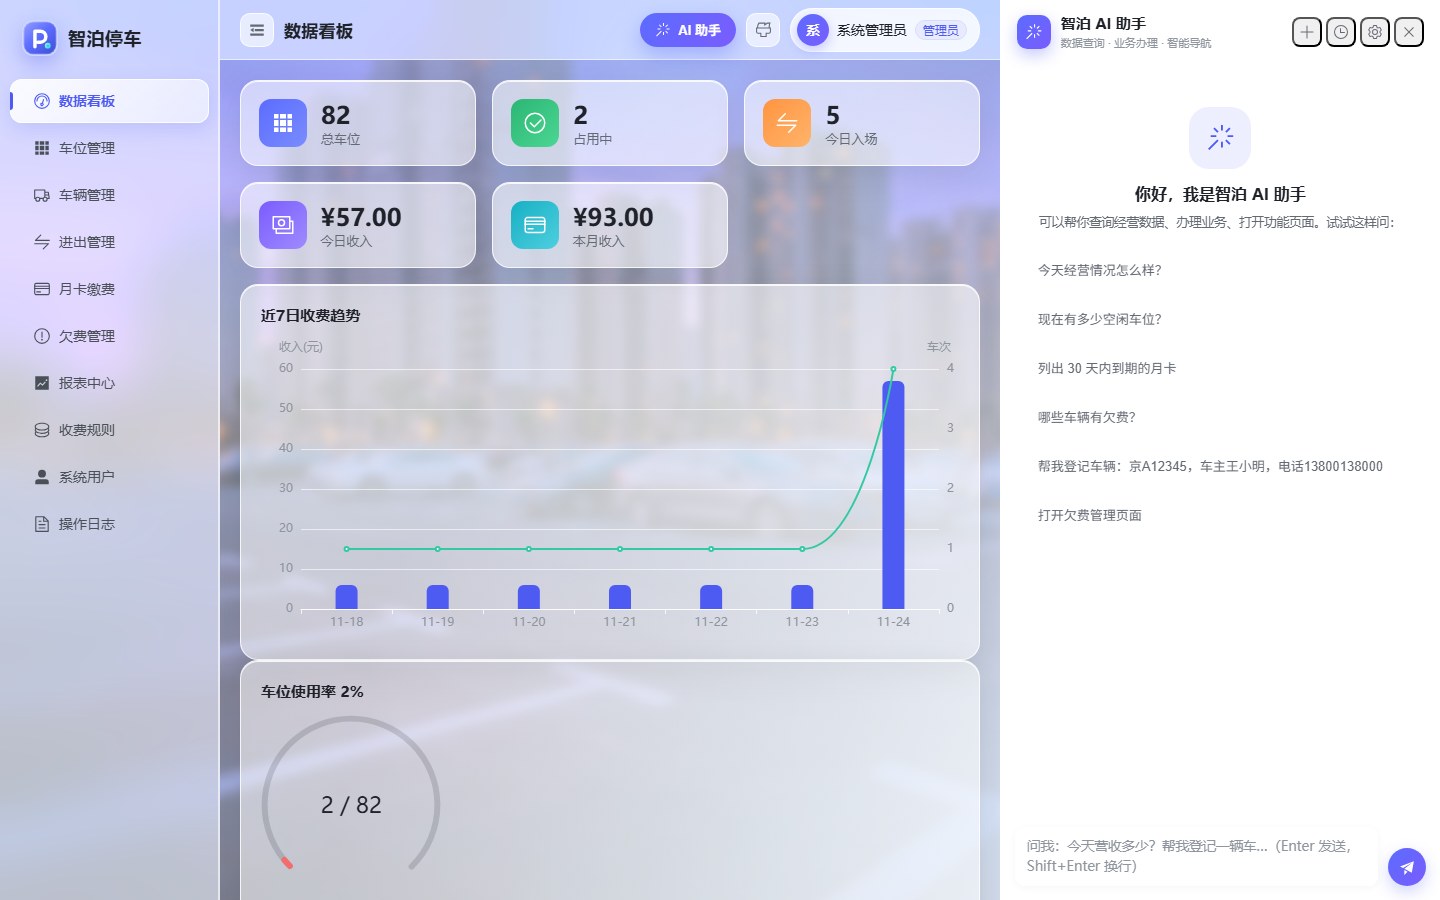 智泊停车
数据看板
车位管理
车辆管理
进出管理
月卡缴费
欠费管理
报表中心
收费规则
系统用户
操作日志
数据看板
AI 助手
系
系统管理员
管理员
82
总车位
2
占用中
5
今日入场
¥57.00
今日收入
¥93.00
本月收入
近7日收费趋势
收入(元)
车次
60
50
40
30
20
10
0
4
3
2
1
0
11-18
11-19
11-20
11-21
11-22
11-23
11-24
车位使用率 2%
2 / 82
智泊 AI 助手
数据查询 · 业务办理 · 智能导航
你好，我是智泊 AI 助手
可以帮你查询经营数据、办理业务、打开功能页面。试试这样问：
今天经营情况怎么样？
现在有多少空闲车位？
列出 30 天内到期的月卡
哪些车辆有欠费？
帮我登记车辆：京A12345，车主王小明，电话13800138000
打开欠费管理页面
问我：今天营收多少？帮我登记一辆车...（Enter 发送，
Shift+Enter 换行）